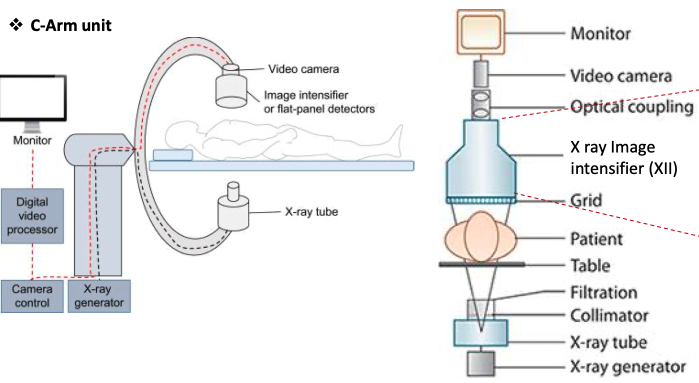 ❖ C-Arm unit
Video camera
Image intensifier
or flat-panel detectors
Monitor
X-ray tube
Digital
video
processor
Camera
control
X-ray
generator
Monitor
Video camera
Optical coupling
X ray Image
intensifier (XII)
Grid
Patient
Table
Filtration
Collimator
X-ray tube
X-ray generator